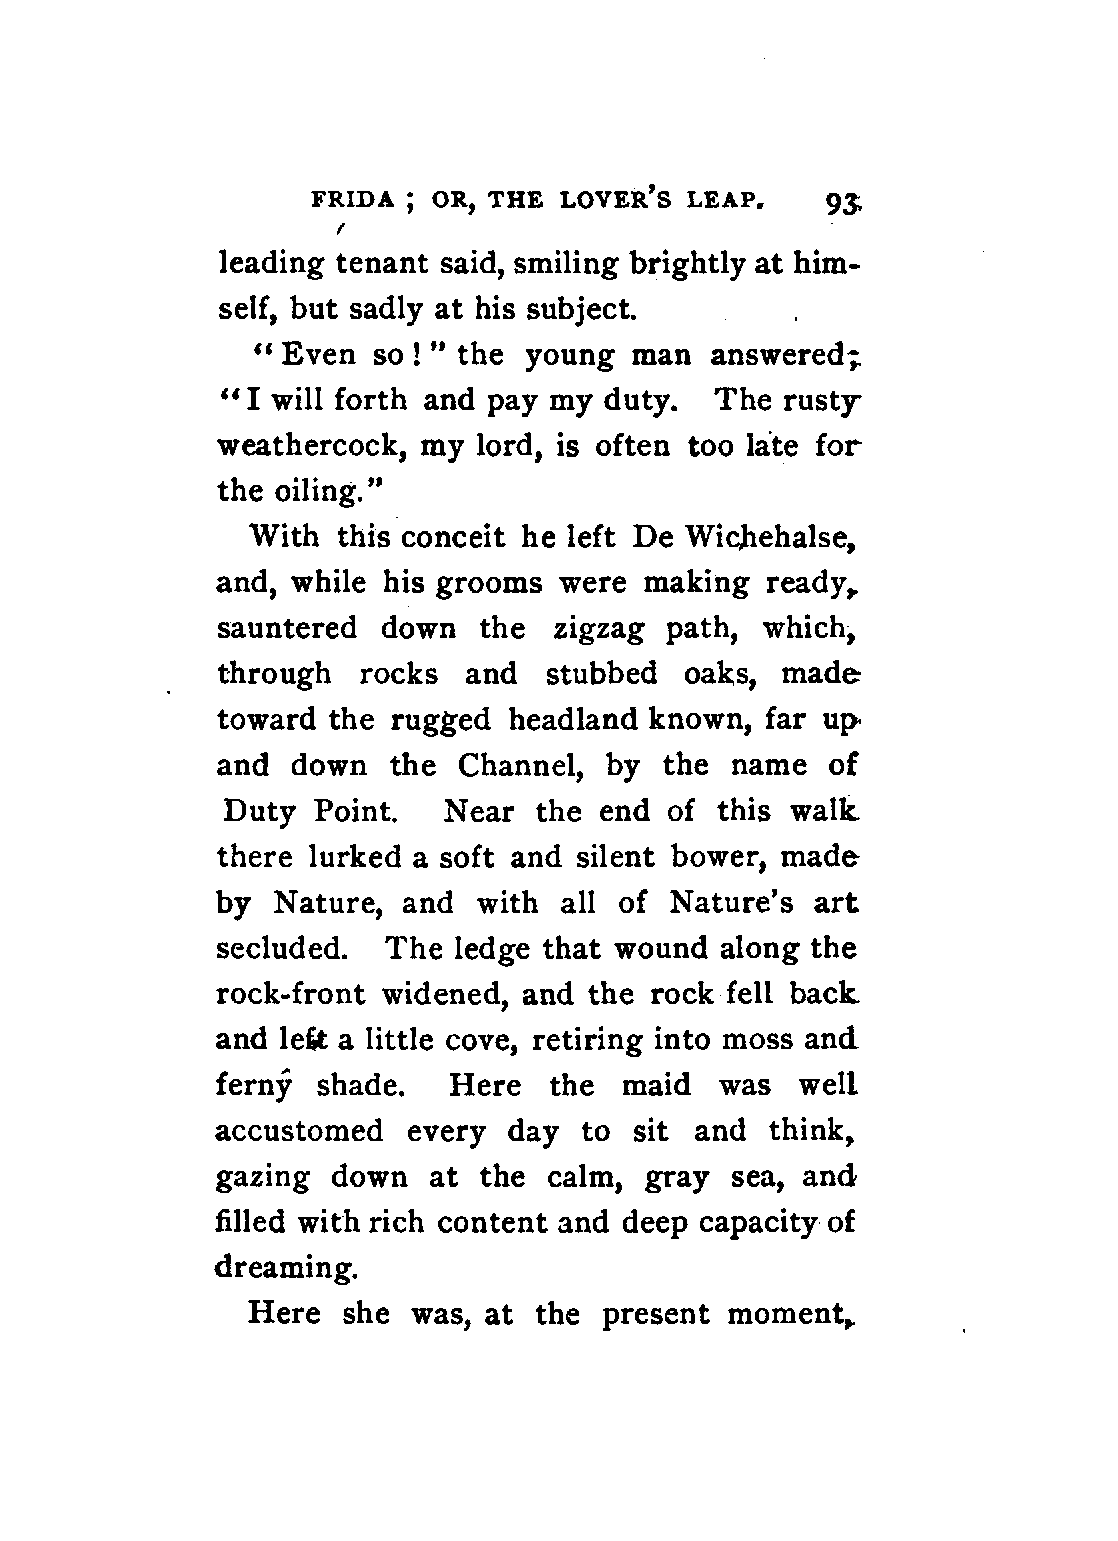 FRIDA ; OR, THE LOVER'S LEAP. 93
leading tenant said, smiling brightly at him-
self, but sadly at his subject.
“ Even so ! ” the young man answered;
“ I will forth and pay my duty. The rusty
weathercock, my lord, is often too late for
the oiling.”
With this conceit he left De Wichehalse,
and, while his grooms were making ready,
sauntered down the zigzag path, which,
through rocks and stubbed oaks, made
toward the rugged headland known, far up
and down the Channel, by the name of
Duty Point. Near the end of this walk
there lurked a soft and silent bower, made
by Nature, and with all of Nature's art
secluded. The ledge that wound along the
rock-front widened, and the rock fell back
and left a little cove, retiring into moss and
ferny shade. Here the maid was well
accustomed every day to sit and think,
gazing down at the calm, gray sea, and
filled with rich content and deep capacity of
dreaming.
Here she was, at the present moment,